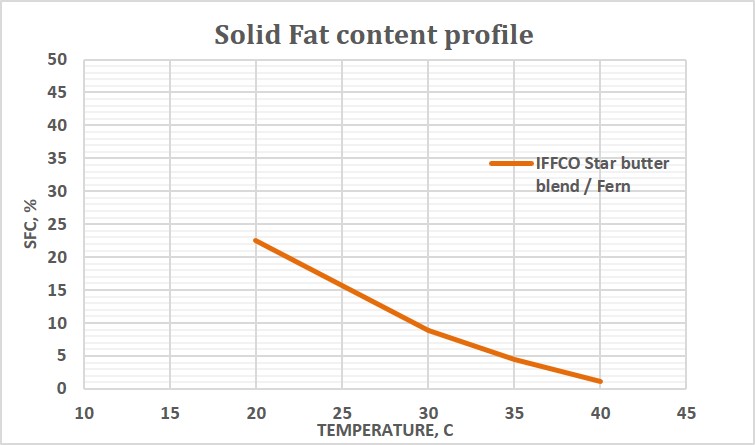 Solid Fat content profile
50
45
40
35
30
25
20
15
10
5
0
SFC, %
IFFCO Star butter
blend / Fern
10 15 20 25 30 35 40 45
TEMPERATURE, C